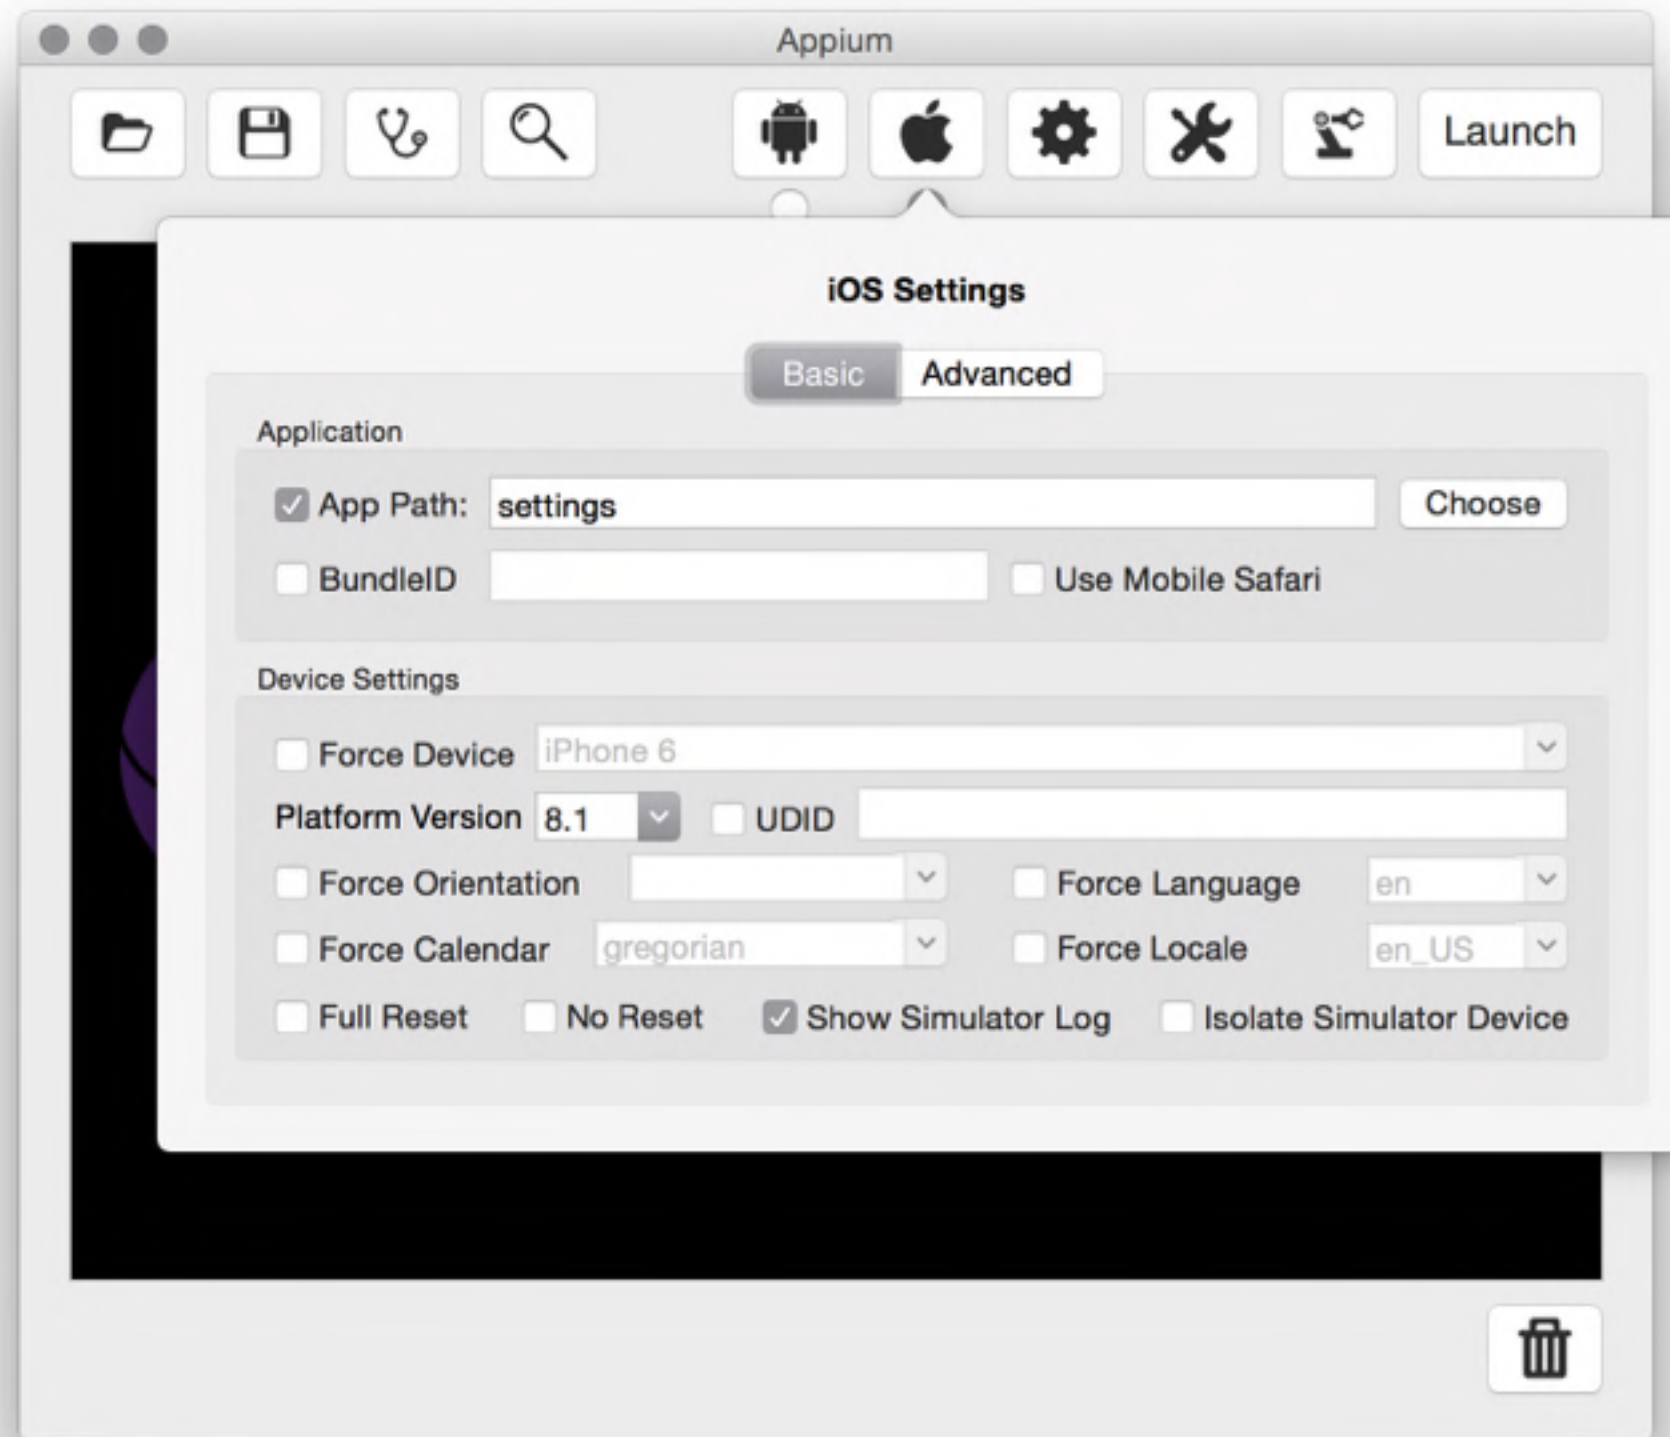 Appium
Launch
iOS Settings
Basic Advanced
Application
App Path: settings Choose
BundleID Use Mobile Safari
Device Settings
Force Device iPhone 6
Platform Version 8.1 UDID
Force Orientation Force Language en
Force Calendar gregorian Force Locale en_US
Full Reset No Reset Show Simulator Log Isolate Simulator Device